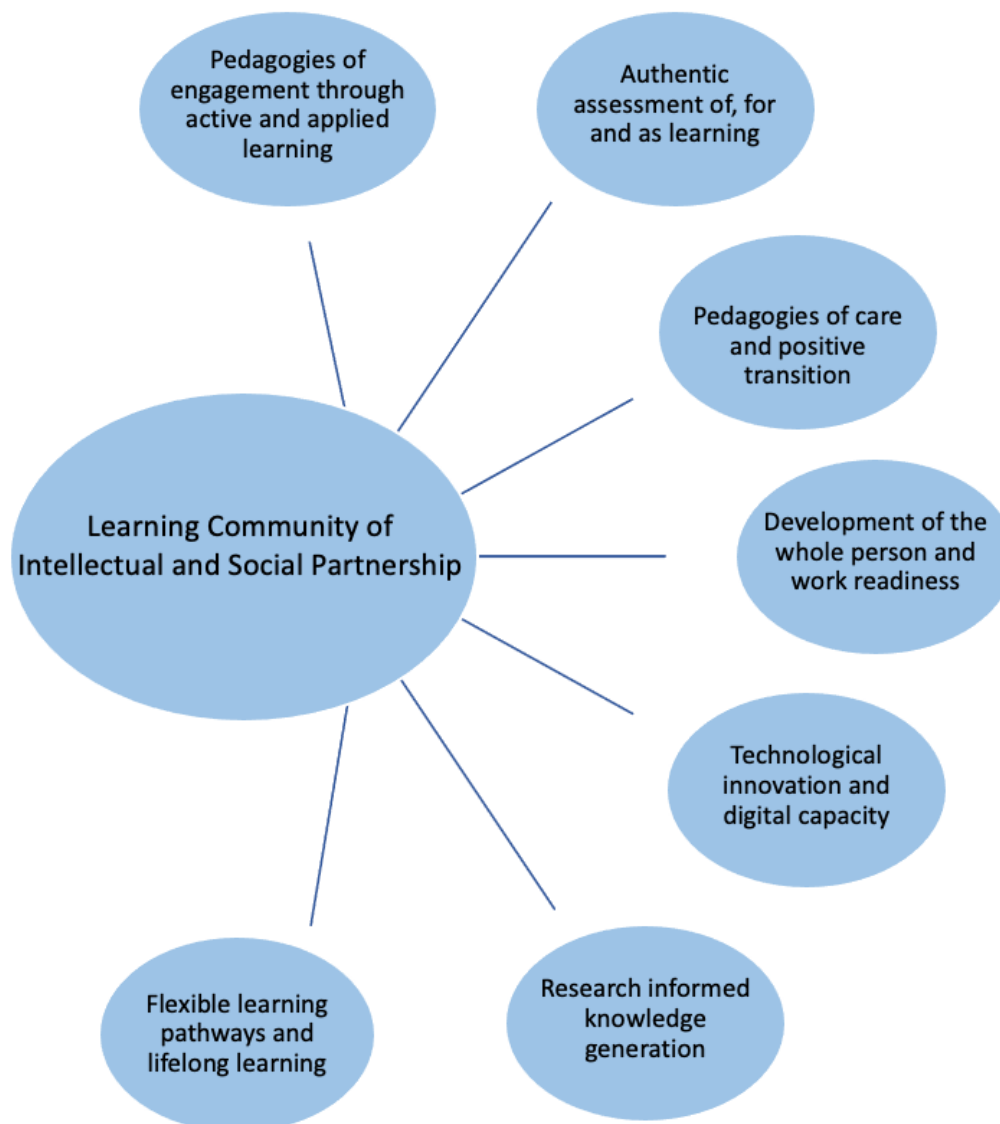 Pedagogies of
engagement through
active and applied
learning
Authentic
assessment of, for
and as learning
Pedagogies of care
and positive
transition
Learning Community of
Intellectual and Social Partnership
Development of the
whole person and
work readiness
Technological
innovation and
digital capacity
Research informed
knowledge
generation
Flexible learning
pathways and
lifelong learning